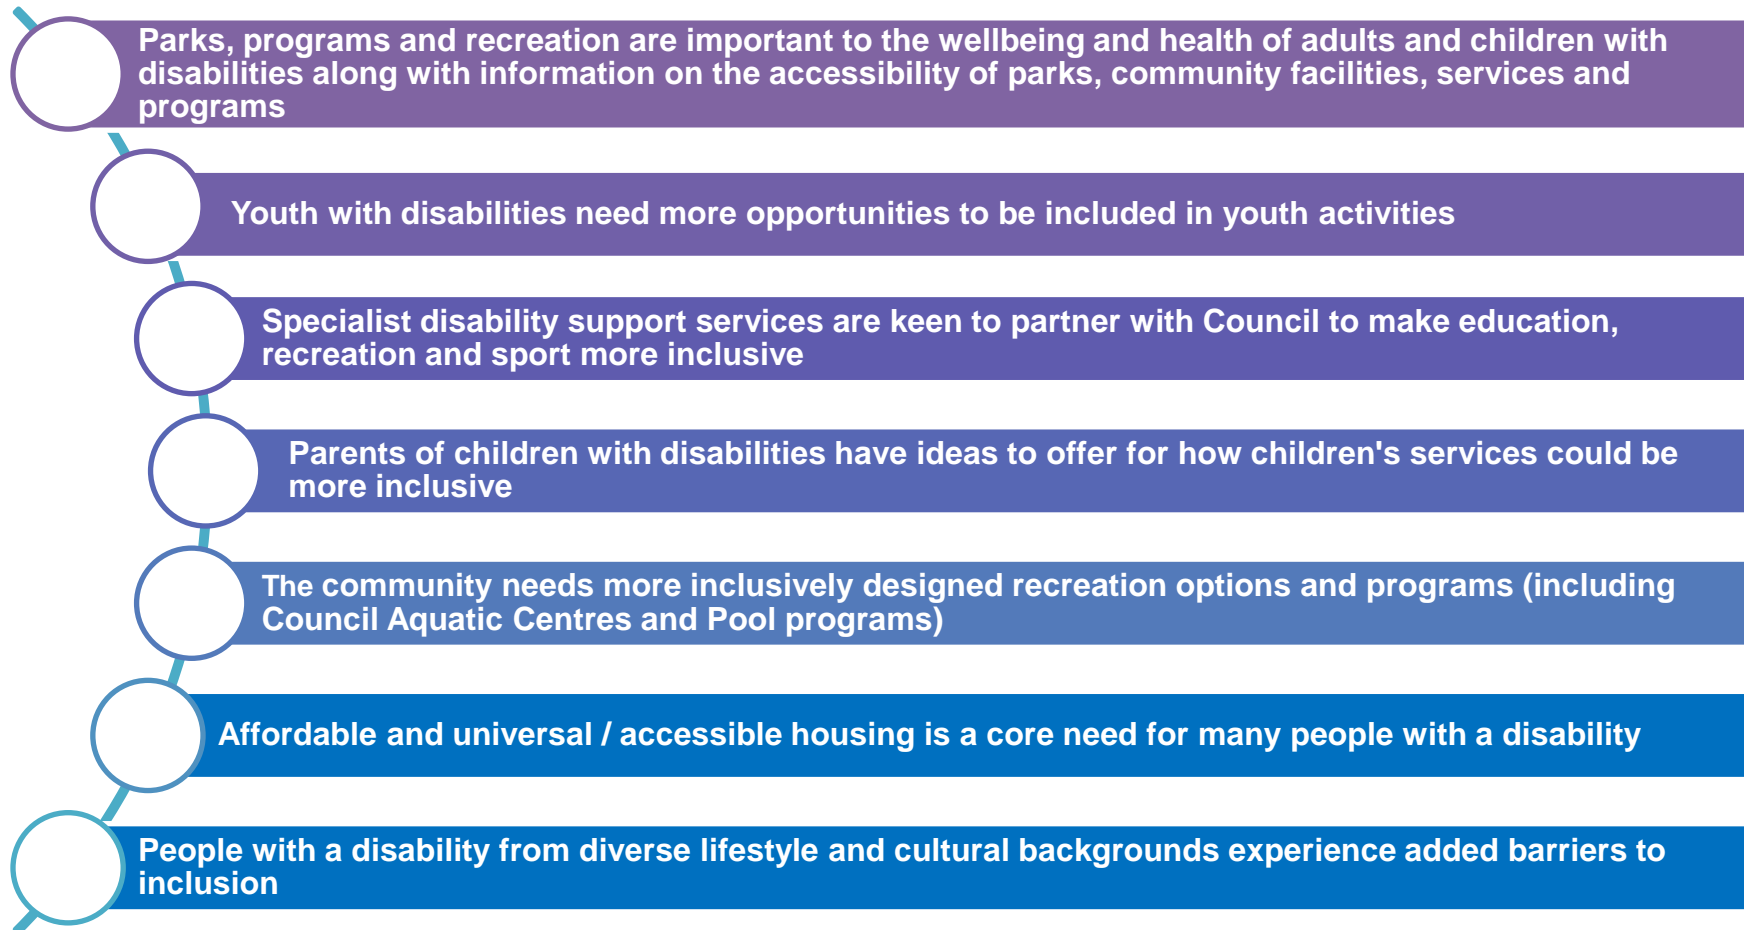 Parks, programs and recreation are important to the wellbeing and health of adults and children with
disabilities along with information on the accessibility of parks, community facilities, services and
programs
Youth with disabilities need more opportunities to be included in youth activities
Specialist disability support services are keen to partner with Council to make education,
recreation and sport more inclusive
Parents of children with disabilities have ideas to offer for how children's services could be
more inclusive
The community needs more inclusively designed recreation options and programs (including
Council Aquatic Centres and Pool programs)
Affordable and universal / accessible housing is a core need for many people with a disability
People with a disability from diverse lifestyle and cultural backgrounds experience added barriers to
inclusion